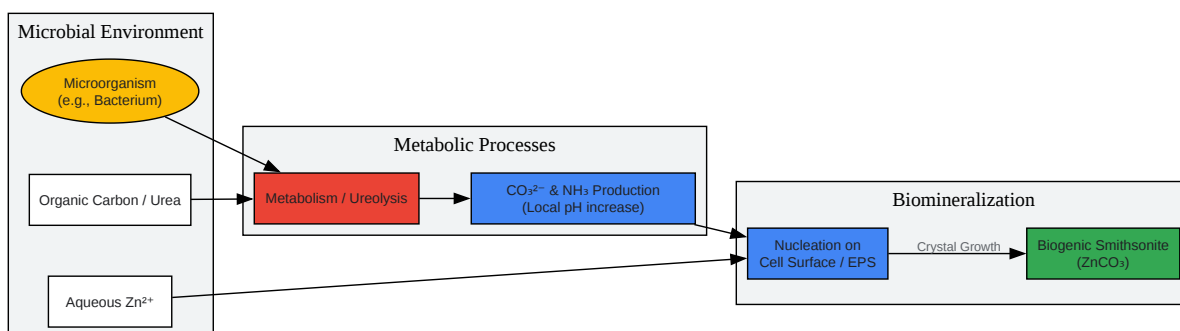 Microbial Environment
Microorganism
(e.g., Bacterium)
Organic Carbon / Urea
Aqueous Zn²⁺
Metabolic Processes
Metabolism / Ureolysis
CO₃²⁻ & NH₃ Production
(Local pH increase)
Biomineralization
Nucleation on
Cell Surface / EPS
Crystal Growth
Biogenic Smithsonite
(ZnCO₃)